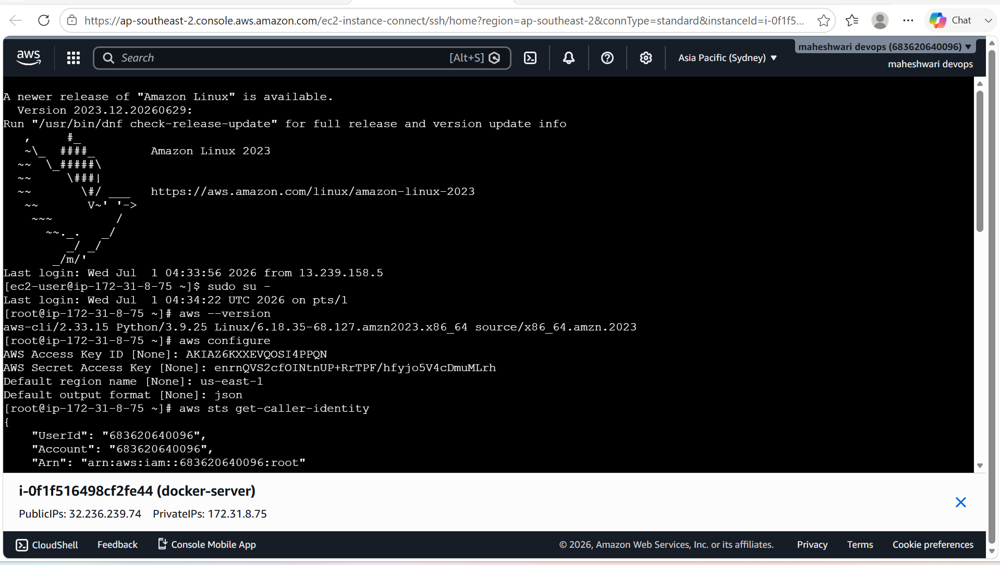 https://ap-southeast-2.console.aws.amazon.com/ec2-instance-connect/ssh/home?region=ap-southeast-2&connType=standard&instanceId=i-0f1f5...
Chat
aws
Search
[Alt+S]
Asia Pacific (Sydney)
maheshwari devops (683620640096)
maheshwari devops
A newer release of "Amazon Linux" is available.
  Version 2023.12.20260629:
Run "/usr/bin/dnf check-release-update" for full release and version update info
   ,     #_
   ~\_  ####_        Amazon Linux 2023
  ~~  \_#####\
  ~~     \###|
  ~~       \#/ ___   https://aws.amazon.com/linux/amazon-linux-2023
   ~~       V~' '->
    ~~~         /
      ~~._.   _/
         _/ _/
       _/m/'
Last login: Wed Jul  1 04:33:56 2026 from 13.239.158.5
[ec2-user@ip-172-31-8-75 ~]$ sudo su -
Last login: Wed Jul  1 04:34:22 UTC 2026 on pts/1
[root@ip-172-31-8-75 ~]# aws --version
aws-cli/2.33.15 Python/3.9.25 Linux/6.18.35-68.127.amzn2023.x86_64 source/x86_64.amzn.2023
[root@ip-172-31-8-75 ~]# aws configure
AWS Access Key ID [None]: AKIAZ6KXXEVQOSI4PPQN
AWS Secret Access Key [None]: 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
Default region name [None]: us-east-1
Default output format [None]: json
[root@ip-172-31-8-75 ~]# aws sts get-caller-identity
{
    "UserId": "683620640096",
    "Account": "683620640096",
    "Arn": "arn:aws:iam::683620640096:root"
i-0f1f516498cf2fe44 (docker-server)
PublicIPs: 32.236.239.74 PrivateIPs: 172.31.8.75
CloudShell Feedback Console Mobile App © 2026, Amazon Web Services, Inc. or its affiliates. Privacy Terms Cookie preferences